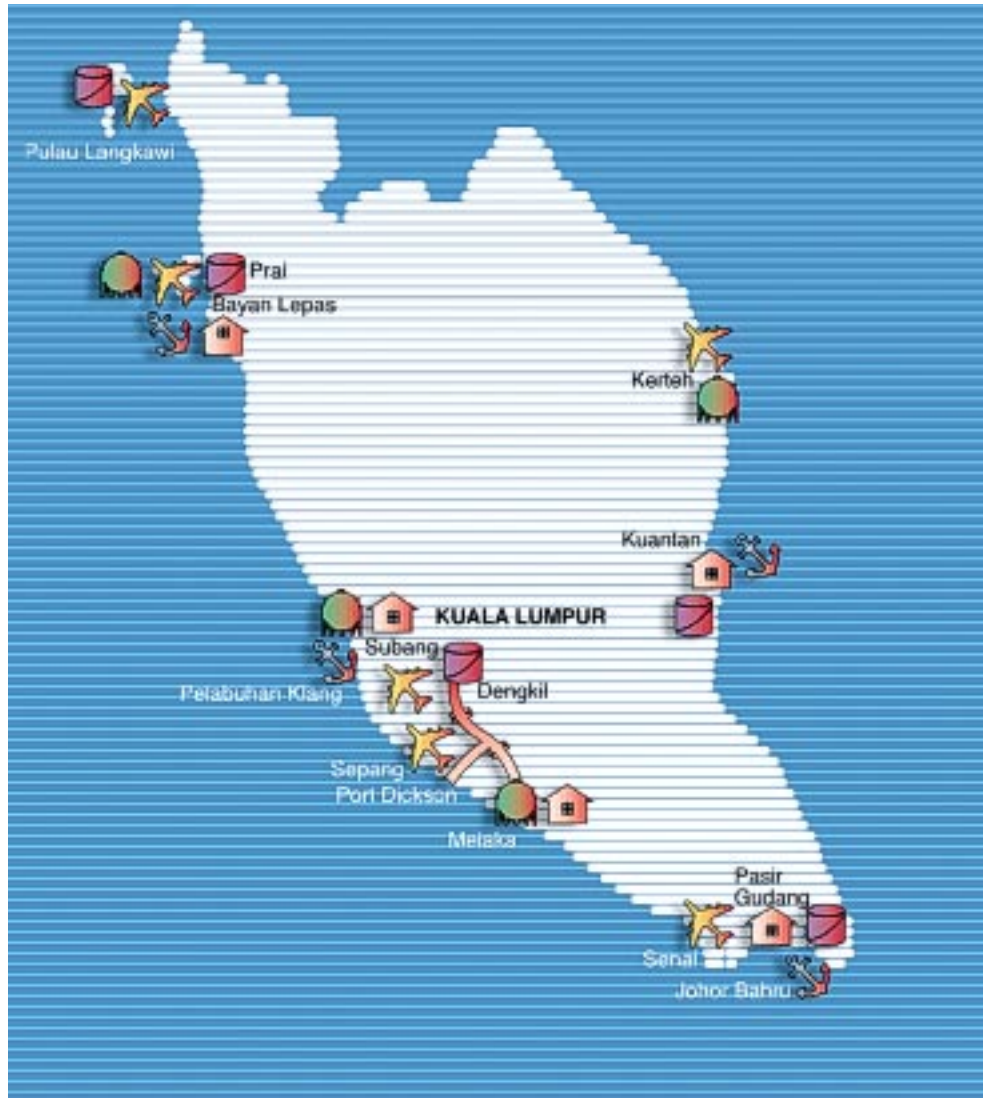 Pulau Langkawi
Prai
Bayan Lepas
Kerteh
Kuantan
KUALA LUMPUR
Subang
Pelabuhan Klang
Dengkil
Sepang
Port Dickson
Melaka
Pasir
Gudang
Senai
Johor Bahru